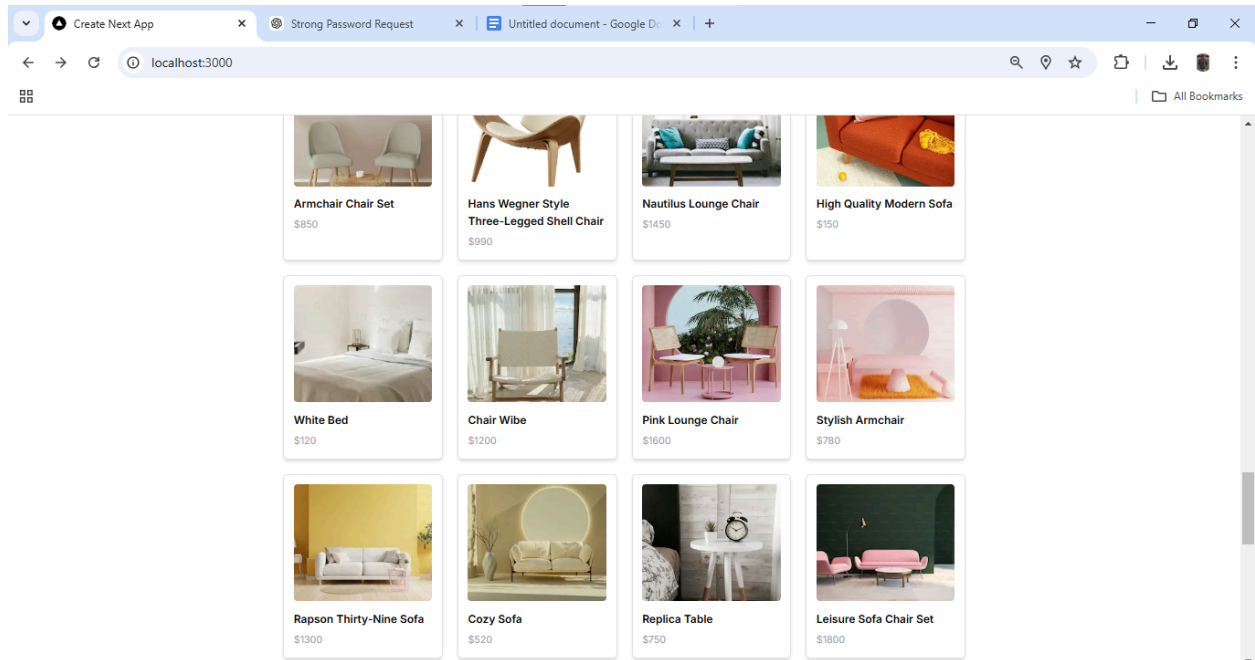 Create Next App
Strong Password Request
Untitled document - Google Do
localhost:3000
All Bookmarks
Armchair Chair Set
$850
Hans Wegner Style
Three-Legged Shell Chair
$990
Nautilus Lounge Chair
$1450
High Quality Modern Sofa
$150
White Bed
$120
Chair Wibe
$1200
Pink Lounge Chair
$1600
Stylish Armchair
$780
Rapson Thirty-Nine Sofa
$1300
Cozy Sofa
$520
Replica Table
$750
Leisure Sofa Chair Set
$1800